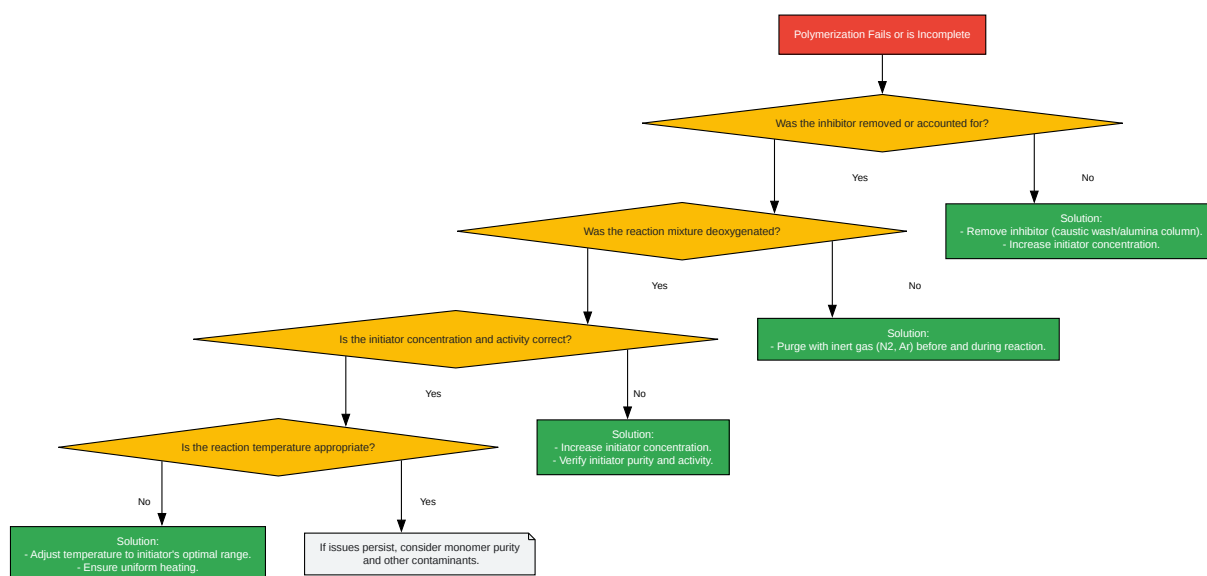 Polymerization Fails or is Incomplete
Was the inhibitor removed or accounted for?
Yes
No
Was the reaction mixture deoxygenated?
Solution:
- Remove inhibitor (caustic wash/alumina column).
- Increase initiator concentration.
Yes
No
Is the initiator concentration and activity correct?
Solution:
- Purge with inert gas (N2, Ar) before and during reaction.
Yes
No
Is the reaction temperature appropriate?
Solution:
- Increase initiator concentration.
- Verify initiator purity and activity.
No
Yes
Solution:
- Adjust temperature to initiator's optimal range.
- Ensure uniform heating.
If issues persist, consider monomer purity
and other contaminants.